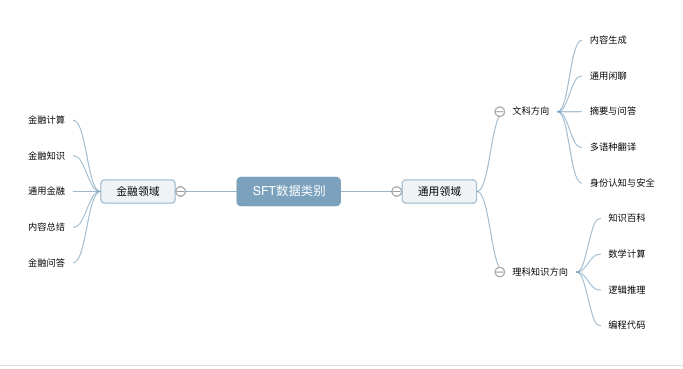 SFT数据类别
金融领域
金融计算
金融知识
通用金融
内容总结
金融问答
通用领域
文科方向
内容生成
通用闲聊
摘要与问答
多语种翻译
身份认知与安全
理科知识方向
知识百科
数学计算
逻辑推理
编程代码